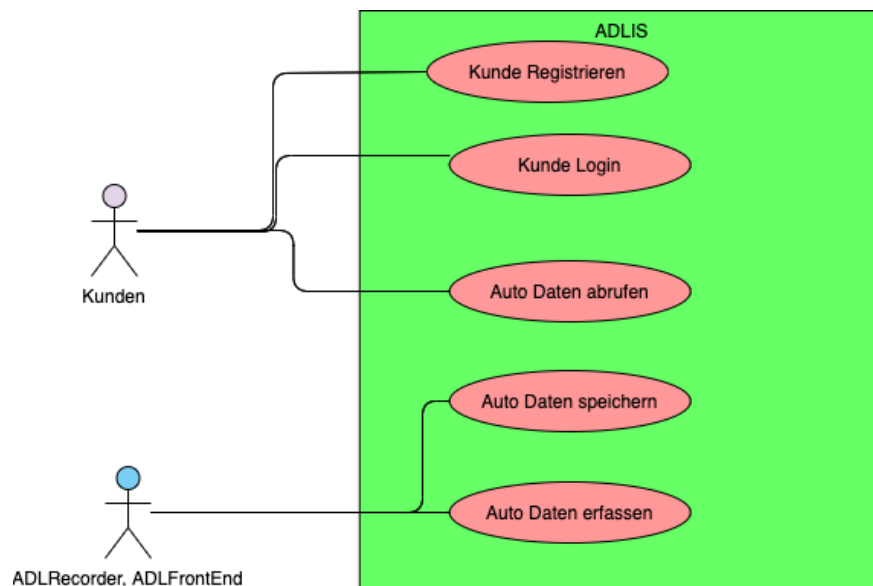 ADLIS
Kunde Registrieren
Kunde Login
Kunden
Auto Daten abrufen
Auto Daten speichern
Auto Daten erfassen
ADLRecorder, ADLFrontEnd